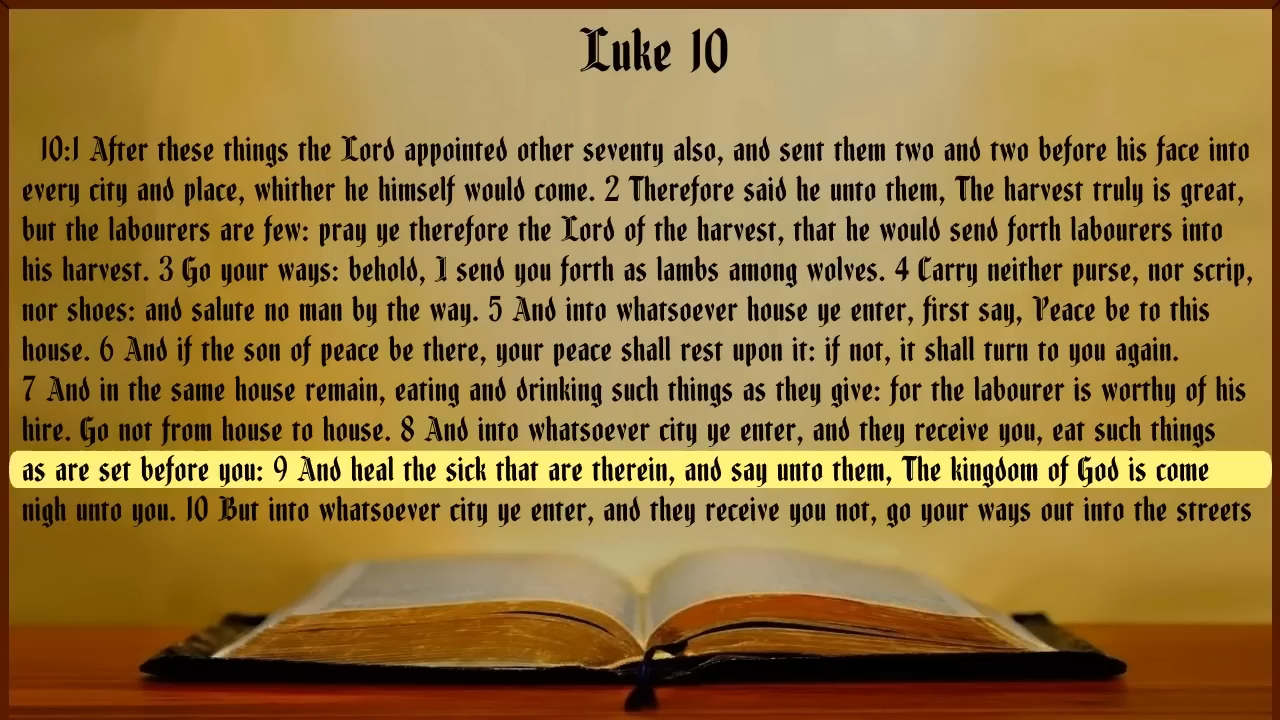 Luke 10
10:1 After these things the Lord appointed other seventy also, and sent them two and two before his face into
every city and place, whither he himself would come. 2 Therefore said he unto them, The harvest truly is great,
but the labourers are few: pray ye therefore the Lord of the harvest, that he would send forth labourers into
his harvest. 3 Go your ways: behold, I send you forth as lambs among wolves. 4 Carry neither purse, nor scrip,
nor shoes: and salute no man by the way. 5 And into whatsoever house ye enter, first say, Peace be to this
house. 6 And if the son of peace be there, your peace shall rest upon it: if not, it shall turn to you again.
7 And in the same house remain, eating and drinking such things as they give: for the labourer is worthy of his
hire. Go not from house to house. 8 And into whatsoever city ye enter, and they receive you, eat such things
as are set before you: 9 And heal the sick that are therein, and say unto them, The kingdom of God is come
nigh unto you. 10 But into whatsoever city ye enter, and they receive you not, go your ways out into the streets